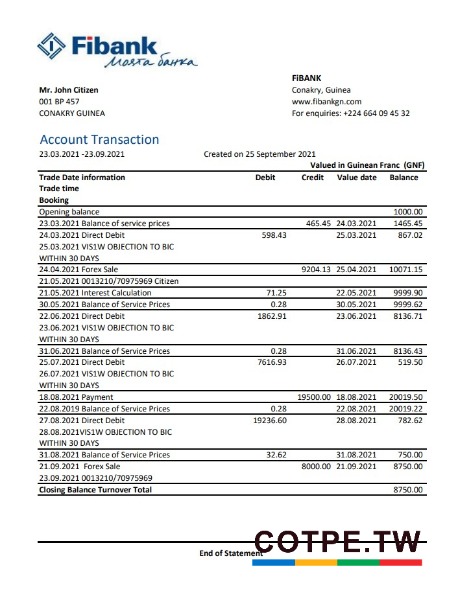 Fibank
Моята банка
FiBANK
Mr. John Citizen
Conakry, Guinea
001 BP 457
www.fibankgn.com
CONAKRY GUINEA
For enquiries: +224 664 09 45 32
Account Transaction
23.03.2021 -23.09.2021 Created on 25 September 2021
Valued in Guinean Franc (GNF)
Trade Date information Debit Credit Value date Balance
Trade time
Booking
Opening balance 1000.00
23.03.2021 Balance of service prices 465.45 24.03.2021 1465.45
24.03.2021 Direct Debit 598.43 25.03.2021 867.02
25.03.2021 VIS1W OBJECTION TO BIC
WITHIN 30 DAYS
24.04.2021 Forex Sale 9204.13 25.04.2021 10071.15
21.05.2021 0013210/70975969 Citizen
21.05.2021 Interest Calculation 71.25 22.05.2021 9999.90
30.05.2021 Balance of Service Prices 0.28 30.05.2021 9999.62
22.06.2021 Direct Debit 1862.91 23.06.2021 8136.71
23.06.2021 VIS1W OBJECTION TO BIC
WITHIN 30 DAYS
31.06.2021 Balance of Service Prices 0.28 31.06.2021 8136.43
25.07.2021 Direct Debit 7616.93 26.07.2021 519.50
26.07.2021 VIS1W OBJECTION TO BIC
WITHIN 30 DAYS
18.08.2021 Payment 19500.00 18.08.2021 20019.50
22.08.2019 Balance of Service Prices 0.28 22.08.2021 20019.22
27.08.2021 Direct Debit 19236.60 28.08.2021 782.62
28.08.2021VIS1W OBJECTION TO BIC
WITHIN 30 DAYS
31.08.2021 Balance of Service Prices 32.62 31.08.2021 750.00
21.09.2021 Forex Sale 8000.00 21.09.2021 8750.00
23.09.2021 0013210/70975969
Closing Balance Turnover Total 8750.00
End of Statement
COTPE.TW